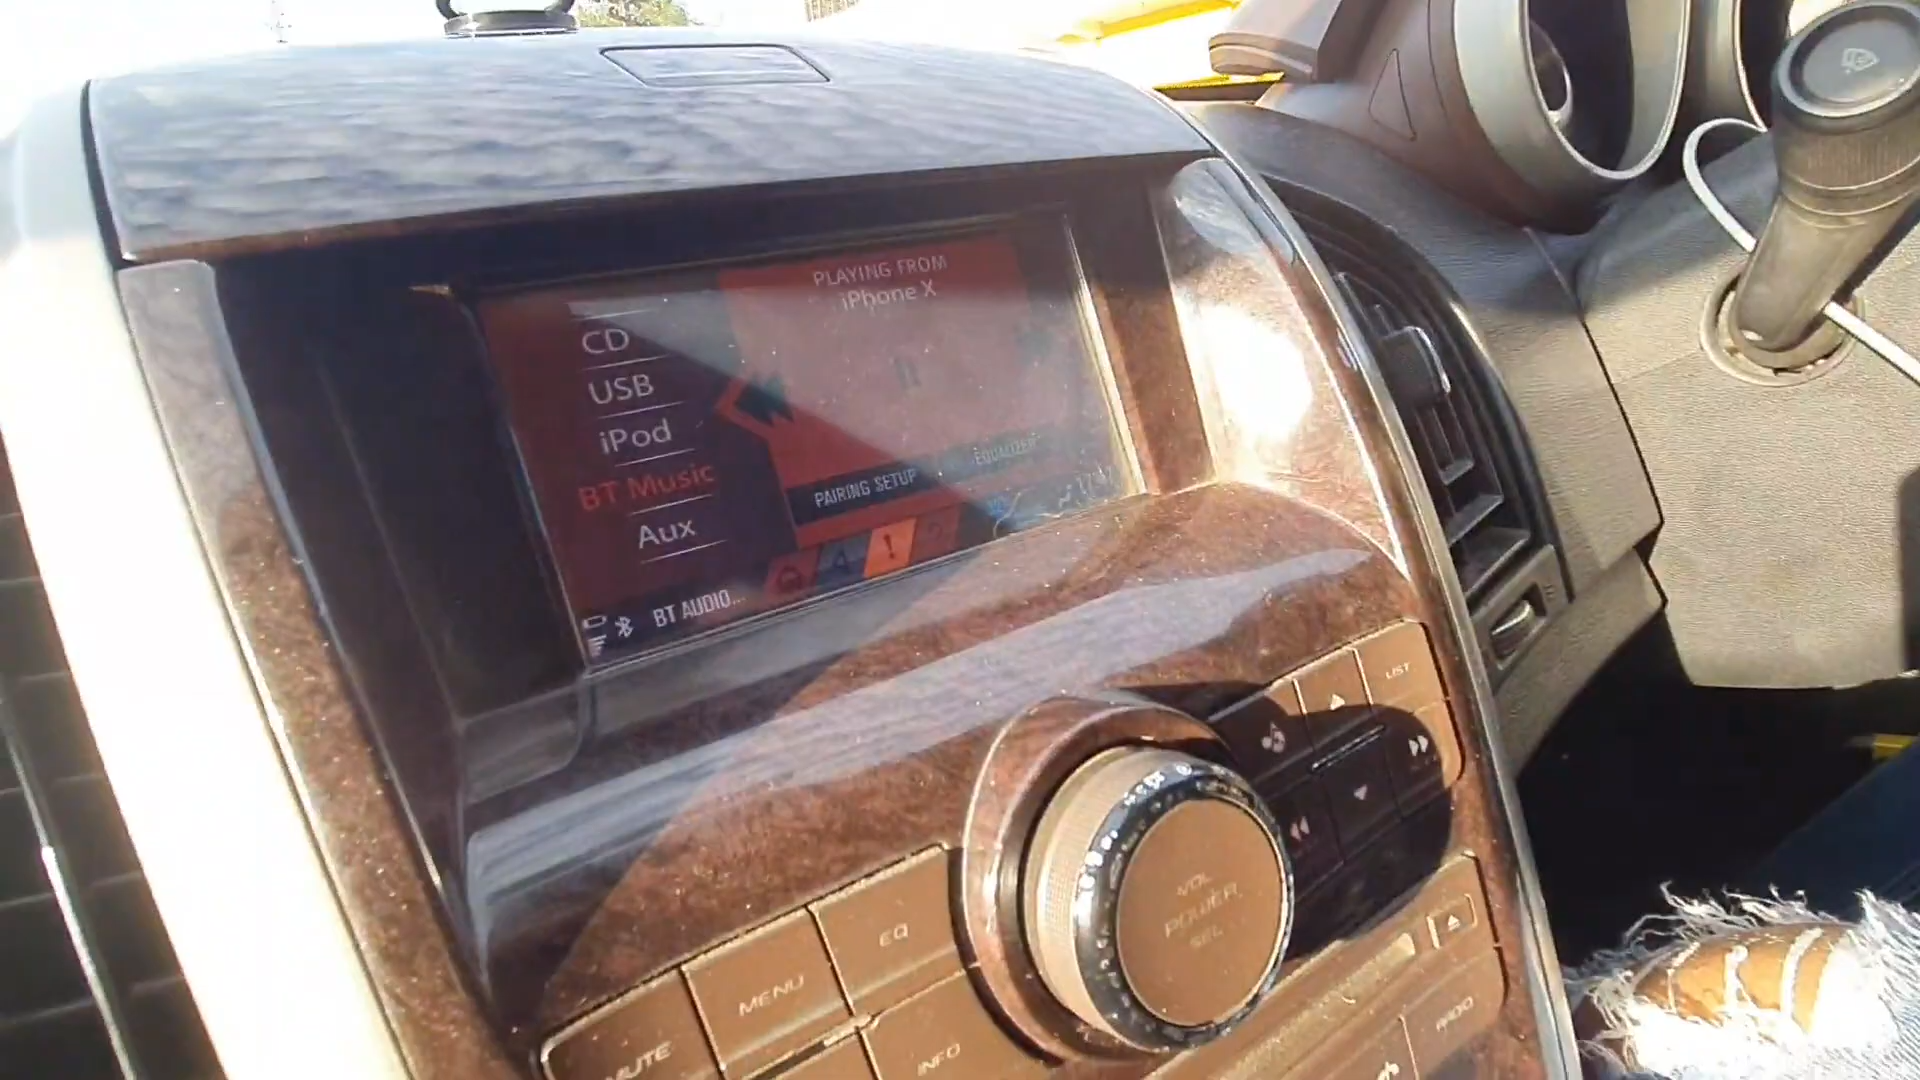 PLAYING FROM
iPhone X
CD
USB
iPod
BT Music
Aux
PAIRING SETUP
EQUALIZER
BT AUDIO...
LIST
VOL
POWER
SEL
EQ
MENU
MUTE
INFO
RADIO